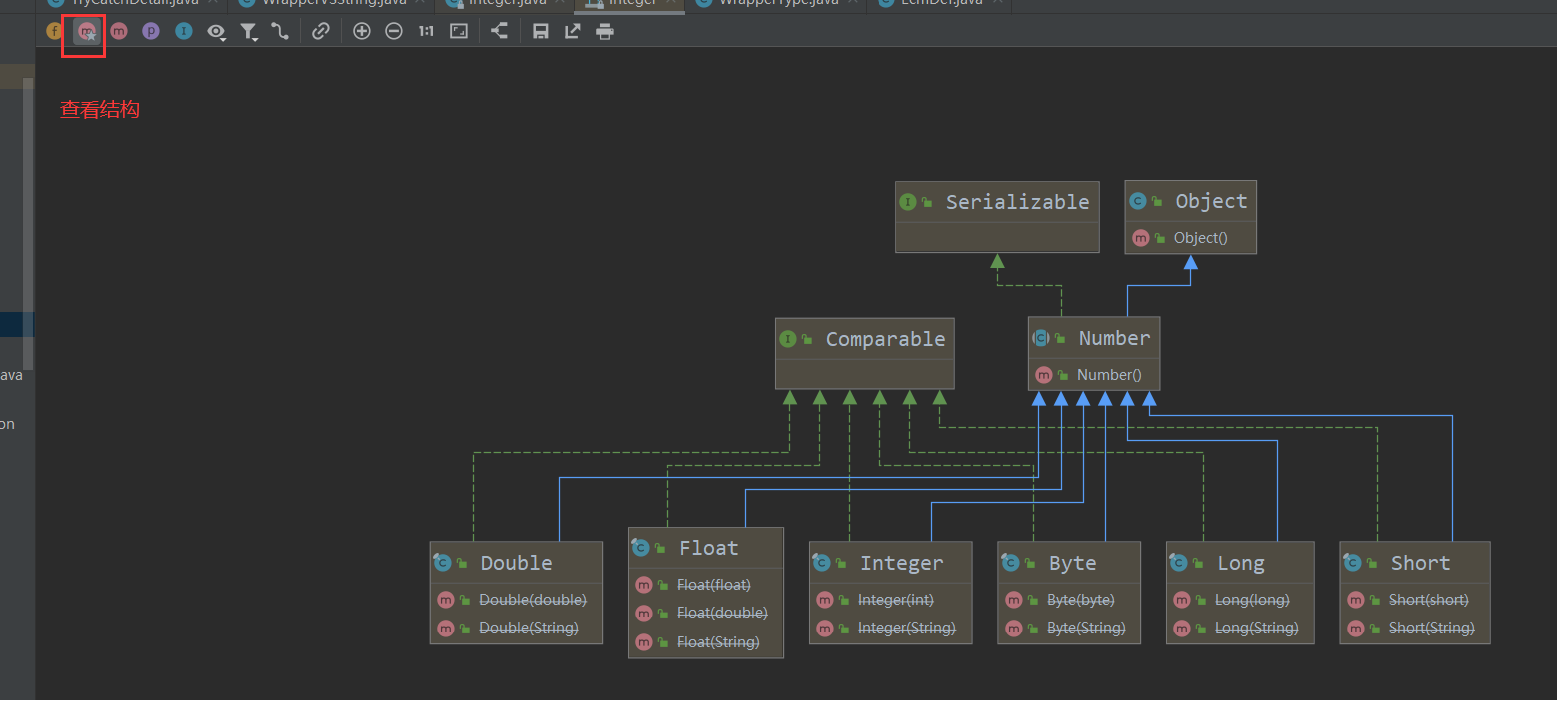 TryCatchDetail.java
WrapperVSString.java
Integer.java
Integer
WrapperType.java
f
m
m
p
I
1:1
查看结构
ava
on
I Serializable
C Object
m Object()
I Comparable
C Number
m Number()
C Double
m Double(double)
m Double(String)
C Float
m Float(float)
m Float(double)
m Float(String)
C Integer
m Integer(int)
m Integer(String)
C Byte
m Byte(byte)
m Byte(String)
C Long
m Long(long)
m Long(String)
C Short
m Short(short)
m Short(String)